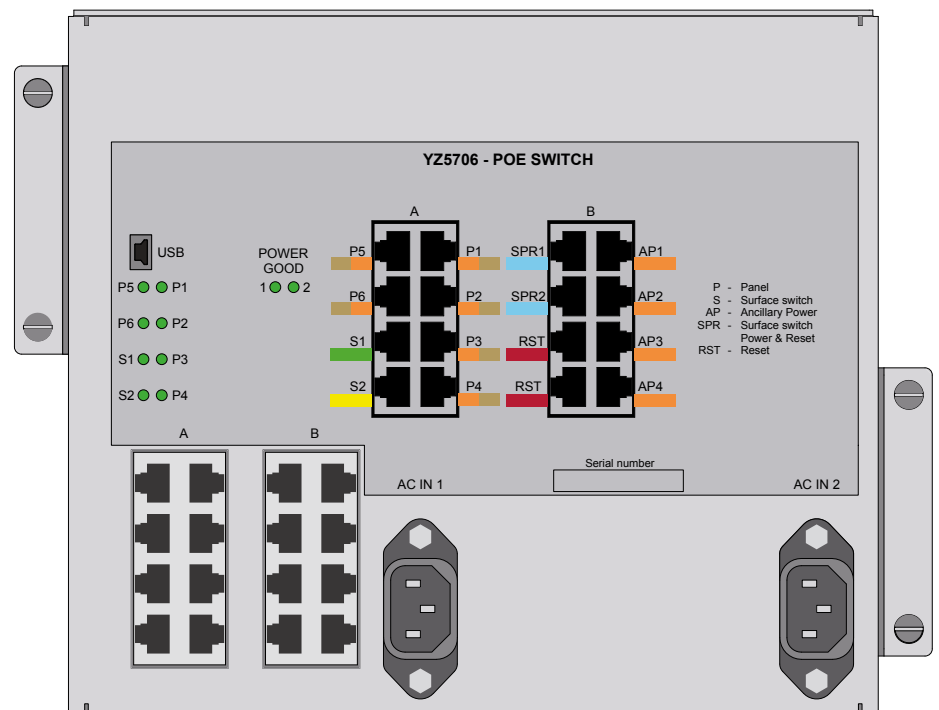 YZ5706 - POE SWITCH
A
B
USB
POWER
GOOD
1 2
P5 P1
P6 P2
S1 P3
S2 P4
P5 P1 SPR1 AP1
P6 P2 SPR2 AP2
S1 P3 RST AP3
S2 P4 RST AP4
P - Panel
S - Surface switch
AP - Ancillary Power
SPR - Surface switch
Power & Reset
RST - Reset
A
B
Serial number
AC IN 1
AC IN 2